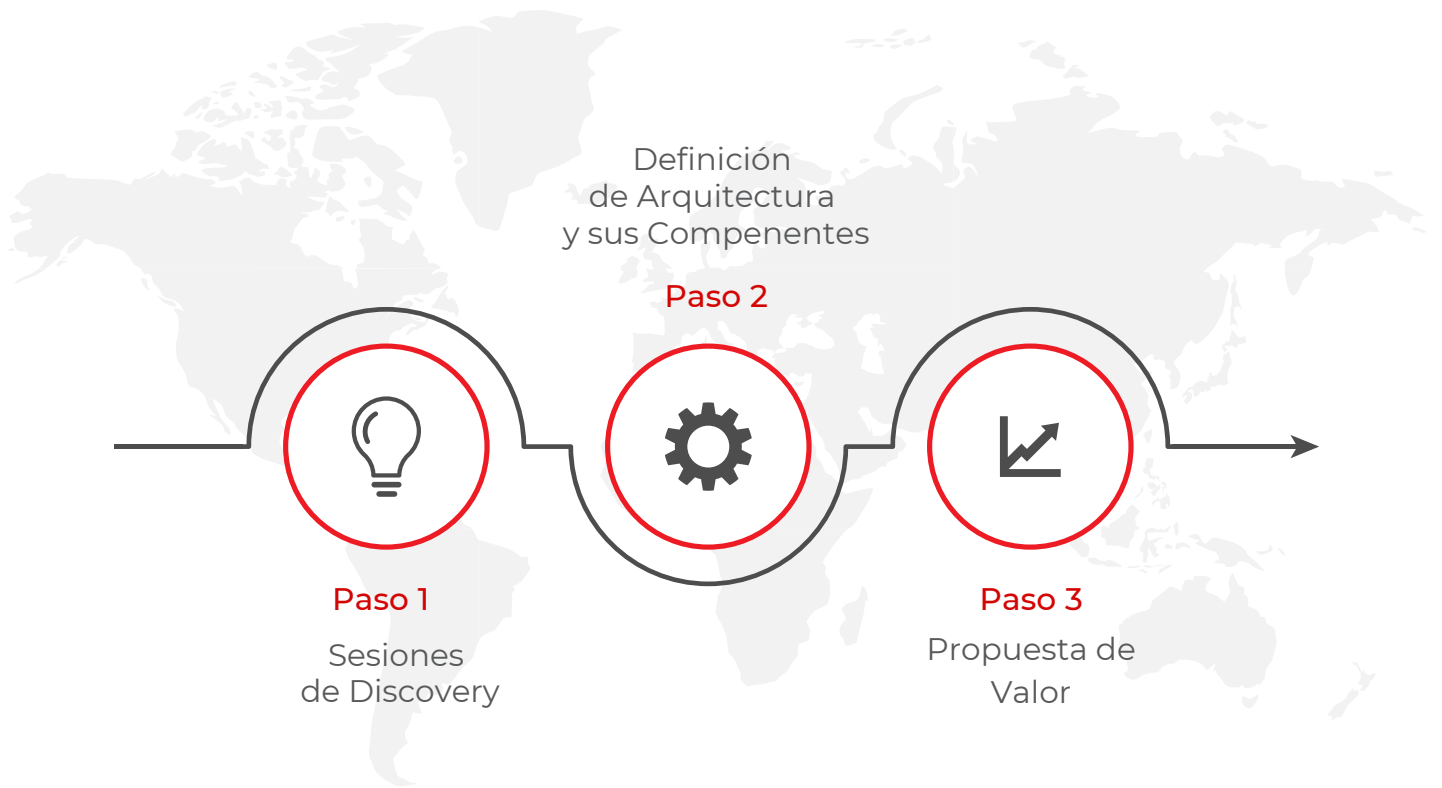 Paso 1
Sesiones
de Discovery
Definición
de Arquitectura
y sus Compenentes
Paso 2
Paso 3
Propuesta de
Valor